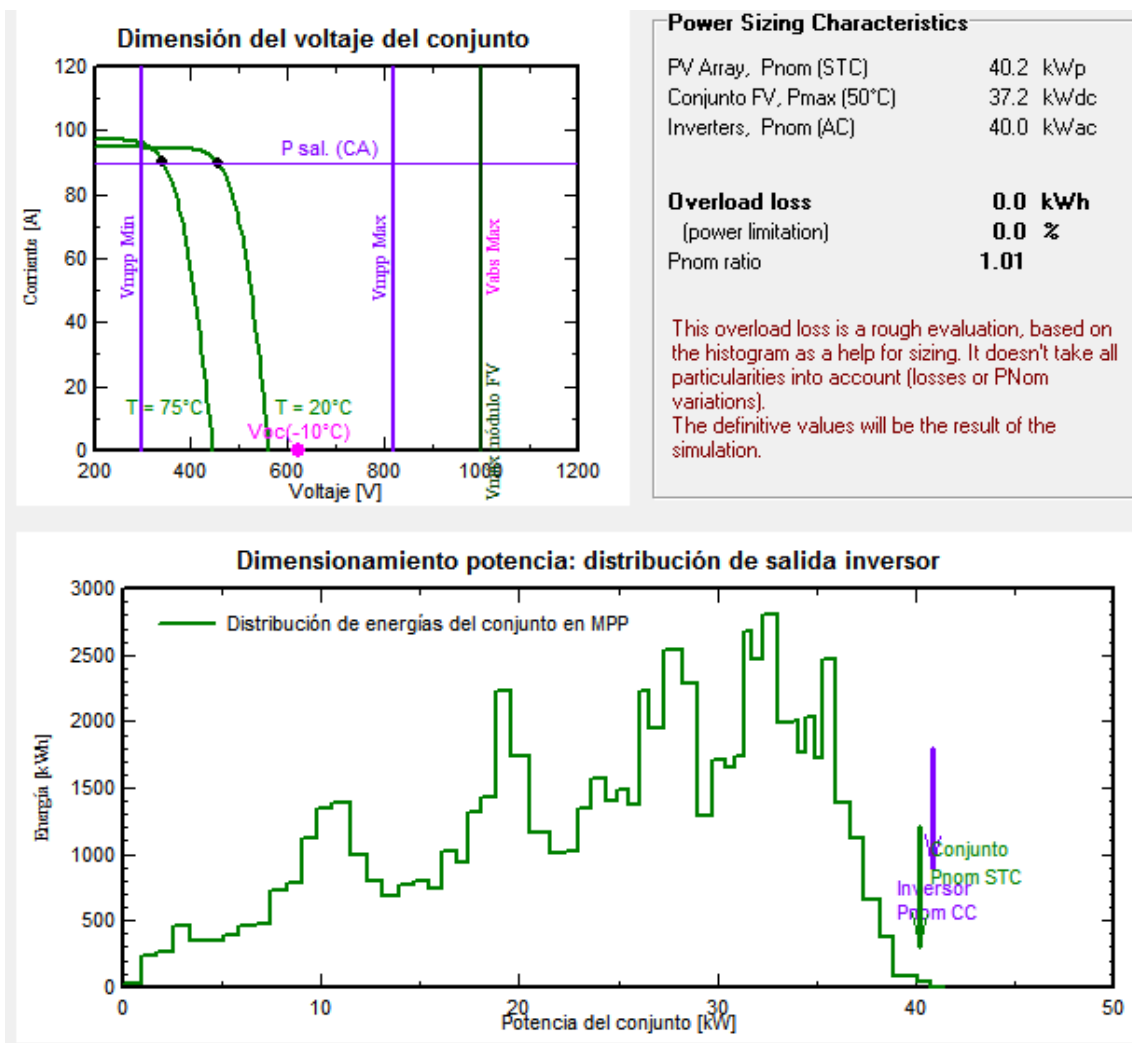 Dimensión del voltaje del conjunto
120
100
80
60
40
20
0
Corriente [A]
P sal. (CA)
Vmpp Min
Vmpp Max
Vabs Max
Vmax módulo FV
T = 75°C
T = 20°C
Voc(-10°C)
200
400
600
800
1000
1200
Voltaje [V]
Power Sizing Characteristics
PV Array, Pnom (STC) 40.2 kWp
Conjunto FV, Pmax (50°C) 37.2 kWdc
Inverters, Pnom (AC) 40.0 kWac
Overload loss 0.0 kWh
(power limitation) 0.0 %
Pnom ratio 1.01
This overload loss is a rough evaluation, based on
the histogram as a help for sizing. It doesn't take all
particularities into account (losses or PNom
variations).
The definitive values will be the result of the
simulation.
Dimensionamiento potencia: distribución de salida inversor
3000
2500
2000
1500
1000
500
0
Energía [kWh]
Distribución de energías del conjunto en MPP
Conjunto
Pnom STC
Inversor
Pnom CC
0
10
20
30
40
50
Potencia del conjunto [kW]